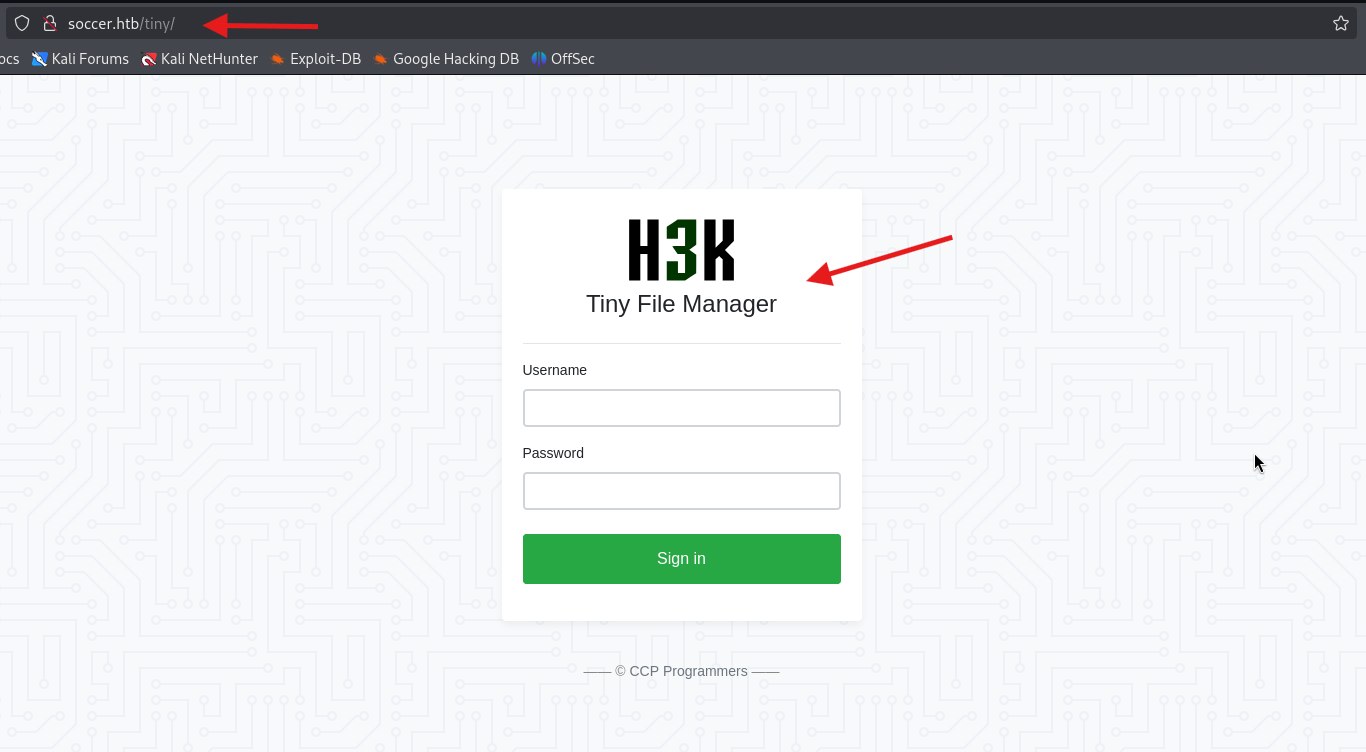 soccer.htb/tiny/
ocs Kali Forums Kali NetHunter Exploit-DB Google Hacking DB OffSec
H3K
Tiny File Manager
Username
Password
Sign in
—— © CCP Programmers ——